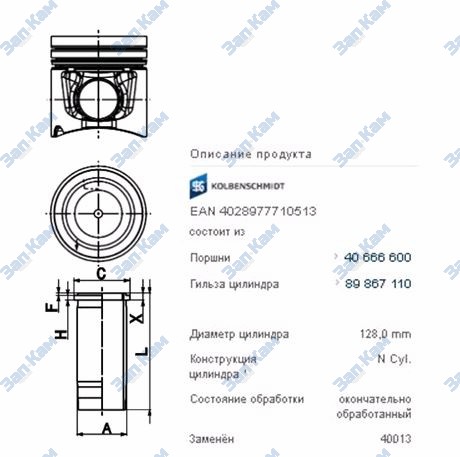 Зап Кам
Описание продукта
KOLBENSCHMIDT
EAN 4028977710513
состоит из
Поршни 40 666 600
Гильза цилиндра 89 867 110
Диаметр цилиндра 128,0 mm
Конструкция цилиндра ¹ N Cyl.
Состояние обработки окончательно обработанный
Заменён 40013
C
F
H
X
L
A